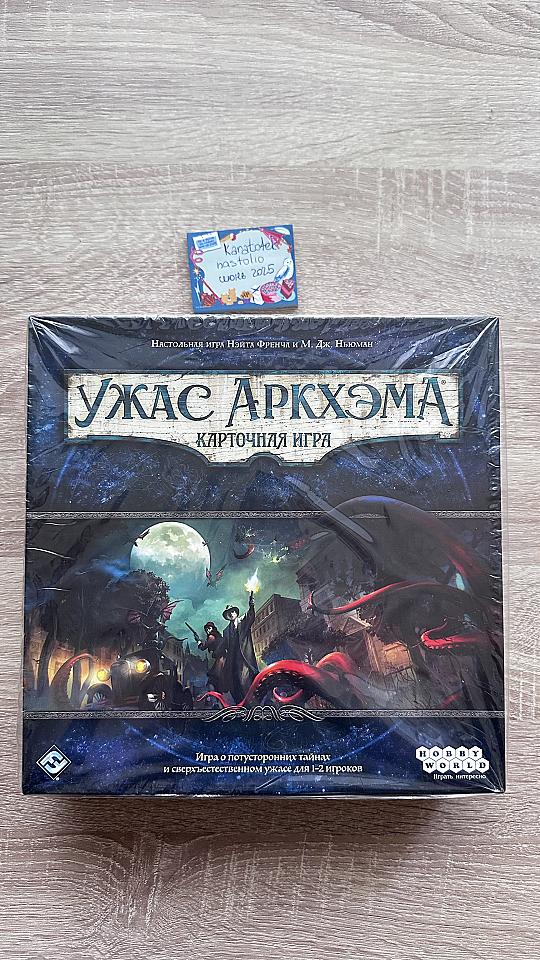 Kanatoten
nastolio
июнь 2025
Настольная игра Нэйта Френча и М. Дж. Ньюман
Ужас Аркхэма
карточная игра
Игра о потусторонних тайнах
и сверхъестественном ужасе для 1–2 игроков
HOBBY
WORLD
Играть интересно